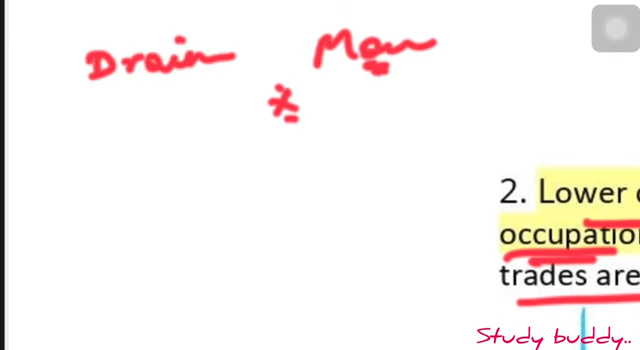 Drain Man
x
2. Lower
occupation
trades are
Study buddy..